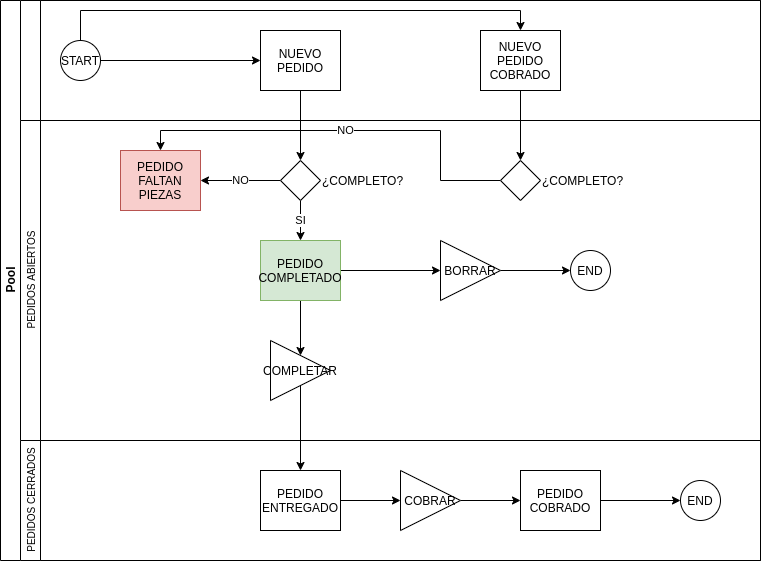 Pool
START
NUEVO
PEDIDO
NUEVO
PEDIDO
COBRADO
PEDIDOS ABIERTOS
NO
PEDIDO
FALTAN
PIEZAS
NO
¿COMPLETO?
¿COMPLETO?
SI
PEDIDO
COMPLETADO
BORRAR
END
COMPLETAR
PEDIDOS CERRADOS
PEDIDO
ENTREGADO
COBRAR
PEDIDO
COBRADO
END